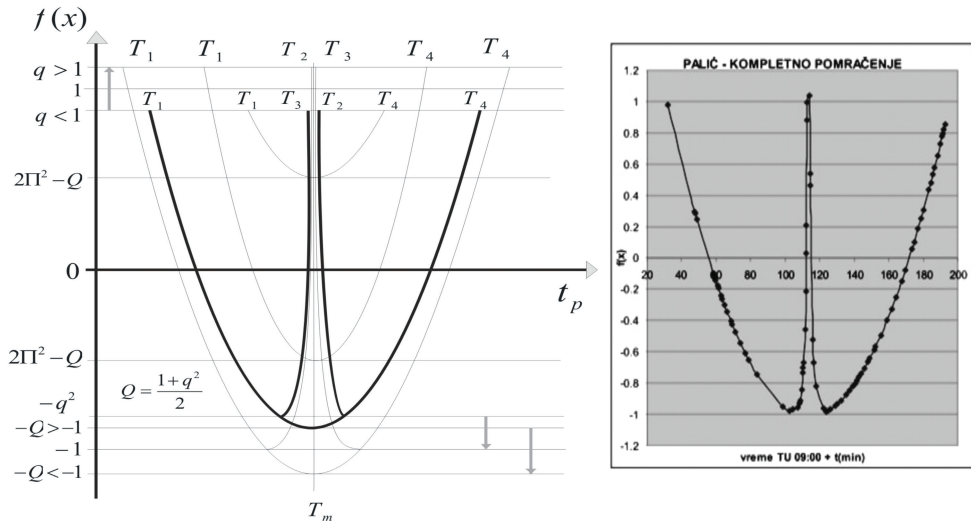 f(x)
T₁ T₁ T₂ T₃ T₄ T₄
q > 1
1
q < 1
T₁ T₁ T₃ T₂ T₄ T₄
2Π² − Q
0
t_p
2Π² − Q
Q = (1 + q²)/2
−q²
−Q > −1
−1
−Q < −1
T_m
PALIĆ - KOMPLETNO POMRAČENJE
1.2
1
0.8
0.6
0.4
0.2
0
-0.2
-0.4
-0.6
-0.8
-1
-1.2
f(x)
20 40 60 80 100 120 140 160 180 200
vreme TU 09:00 + t(min)